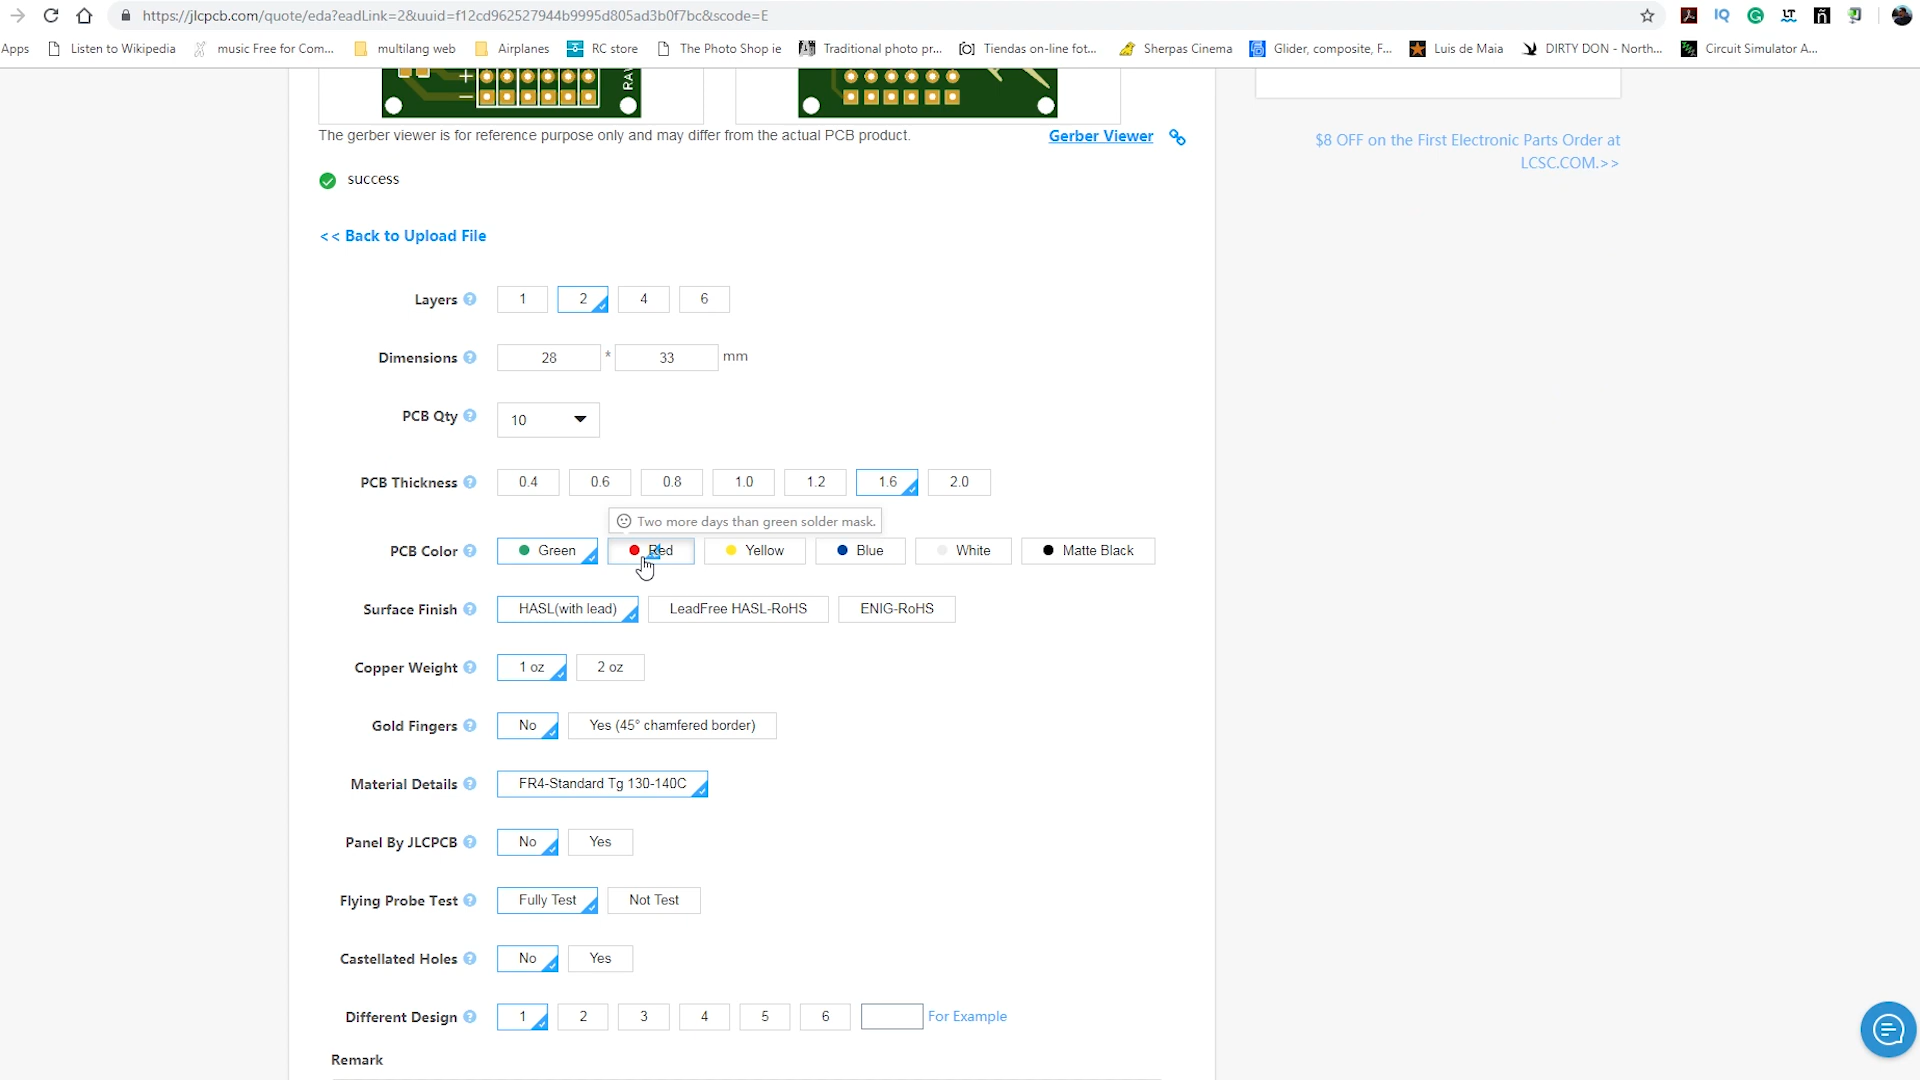 https://jlcpcb.com/quote/eda?eadLink=2&uuid=f12cd962527944b9995d805ad3b0f7bc&scode=E
Apps Listen to Wikipedia music Free for Com... multilang web Airplanes RC store The Photo Shop ie Traditional photo pr... Tiendas on-line fot... Sherpas Cinema Glider, composite, F... Luis de Maia DIRTY DON - North... Circuit Simulator A...
The gerber viewer is for reference purpose only and may differ from the actual PCB product. Gerber Viewer
$8 OFF on the First Electronic Parts Order at
LCSC.COM.>>
success
<< Back to Upload File
Layers 1 2 4 6
Dimensions 28 * 33 mm
PCB Qty 10
PCB Thickness 0.4 0.6 0.8 1.0 1.2 1.6 2.0
Two more days than green solder mask.
PCB Color Green Red Yellow Blue White Matte Black
Surface Finish HASL(with lead) LeadFree HASL-RoHS ENIG-RoHS
Copper Weight 1 oz 2 oz
Gold Fingers No Yes (45° chamfered border)
Material Details FR4-Standard Tg 130-140C
Panel By JLCPCB No Yes
Flying Probe Test Fully Test Not Test
Castellated Holes No Yes
Different Design 1 2 3 4 5 6 For Example
Remark